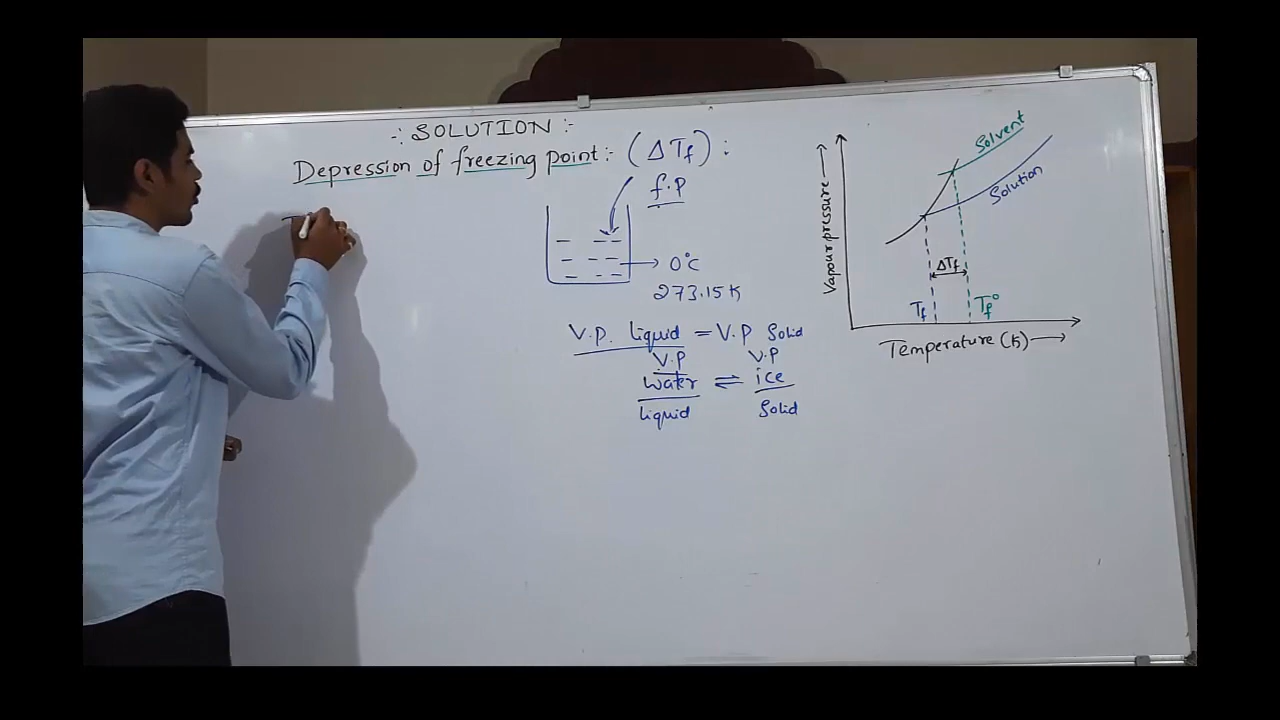 -: SOLUTION :-
Depression of freezing point :- (ΔTf) :
f.P
0°C
273.15K
V.P. liquid = V.P Solid
V.P V.P
water ⇌ ice
liquid Solid
Solvent
Solution
Vapour pressure →
ΔTf
Tf Tf°
Temperature (K) →